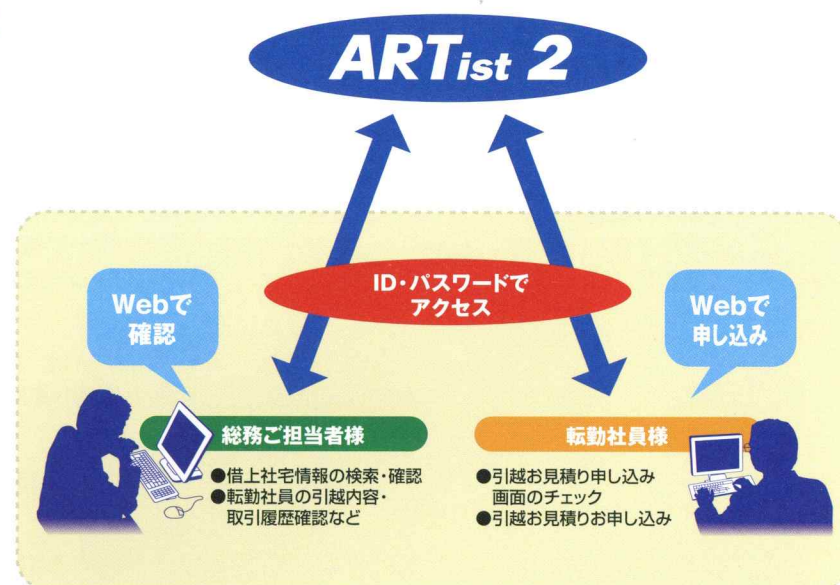 ARTist 2
ID・パスワードで
アクセス
Webで
確認
Webで
申し込み
総務ご担当者様
●借上社宅情報の検索・確認
●転勤社員の引越内容・
取引履歴確認など
転勤社員様
●引越お見積り申し込み
画面のチェック
●引越お見積りお申し込み